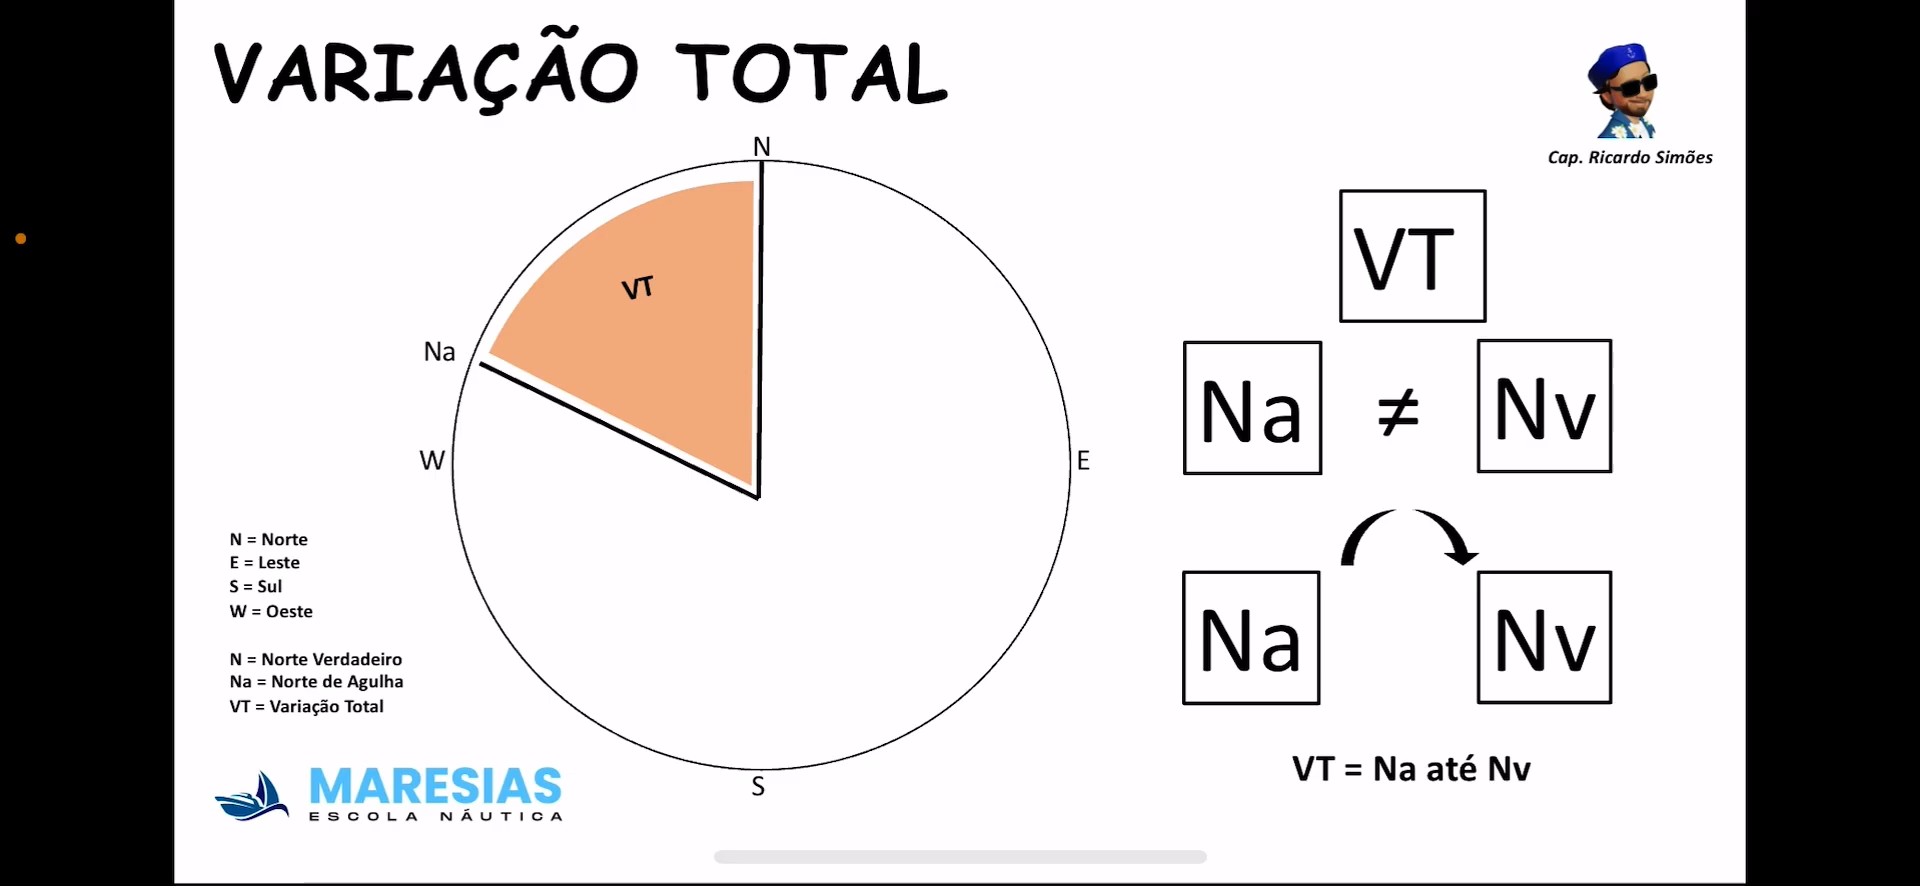 VARIAÇÃO TOTAL
Cap. Ricardo Simões
N
VT
Na
W
E
S
VT
Na ≠ Nv
Na Nv
VT = Na até Nv
N = Norte
E = Leste
S = Sul
W = Oeste
N = Norte Verdadeiro
Na = Norte de Agulha
VT = Variação Total
MARESIAS
ESCOLA NÁUTICA